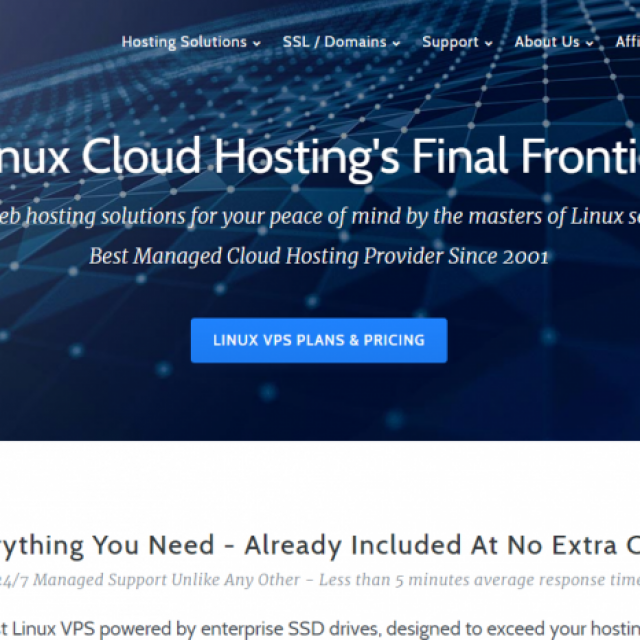 Hosting Solutions SSL / Domains Support About Us Affi
nux Cloud Hosting's Final Fronti
eb hosting solutions for your peace of mind by the masters of Linux s
Best Managed Cloud Hosting Provider Since 2001
LINUX VPS PLANS & PRICING
rything You Need - Already Included At No Extra C
24/7 Managed Support Unlike Any Other – Less than 5 minutes average response time
t Linux VPS powered by enterprise SSD drives, designed to exceed your hostin